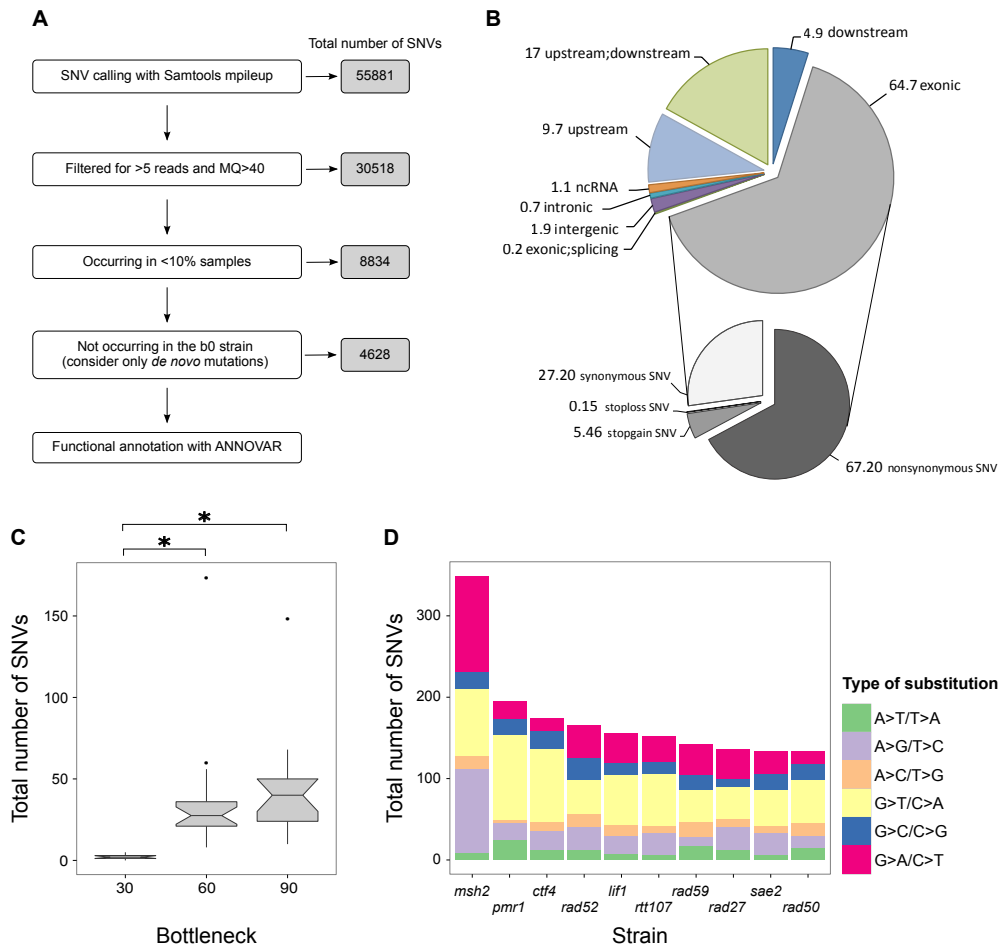 A
Total number of SNVs
SNV calling with Samtools mpileup
55881
Filtered for >5 reads and MQ>40
30518
Occurring in <10% samples
8834
Not occurring in the b0 strain
(consider only de novo mutations)
4628
Functional annotation with ANNOVAR
B
4.9 downstream
17 upstream;downstream
64.7 exonic
9.7 upstream
1.1 ncRNA
0.7 intronic
1.9 intergenic
0.2 exonic;splicing
27.20 synonymous SNV
0.15 stoploss SNV
5.46 stopgain SNV
67.20 nonsynonymous SNV
C
*
*
Total number of SNVs
150
100
50
0
30 60 90
Bottleneck
D
Total number of SNVs
300
200
100
0
msh2 ctf4 lif1 rad59 sae2
pmr1 rad52 rtt107 rad27 rad50
Strain
Type of substitution
A>T/T>A
A>G/T>C
A>C/T>G
G>T/C>A
G>C/C>G
G>A/C>T